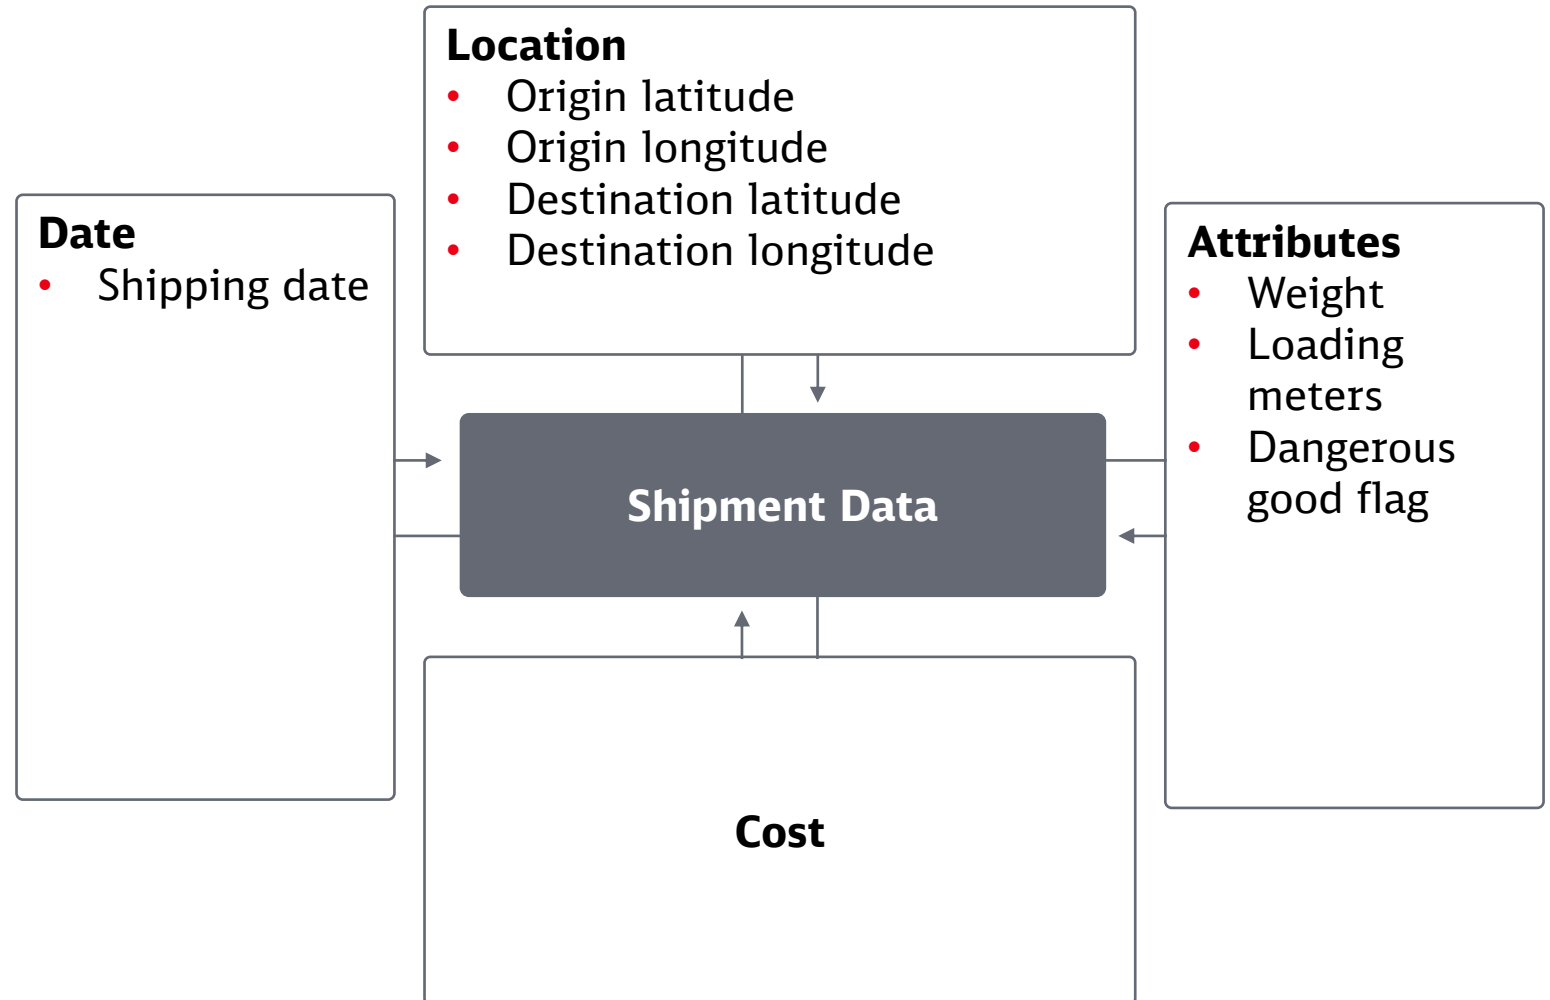 Location
• Origin latitude
• Origin longitude
• Destination latitude
• Destination longitude
Date
• Shipping date
Attributes
• Weight
• Loading
meters
• Dangerous
good flag
Shipment Data
Cost